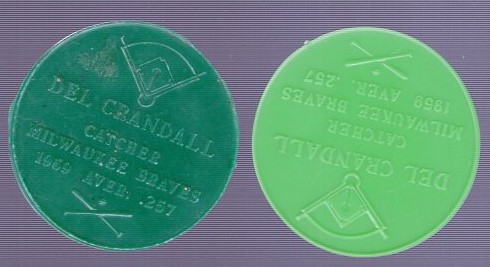 DEL CRANDALL
CATCHER
MILWAUKEE BRAVES
1959 AVER. .257
DEL CRANDALL
CATCHER
MILWAUKEE BRAVES
1959 AVER. .257